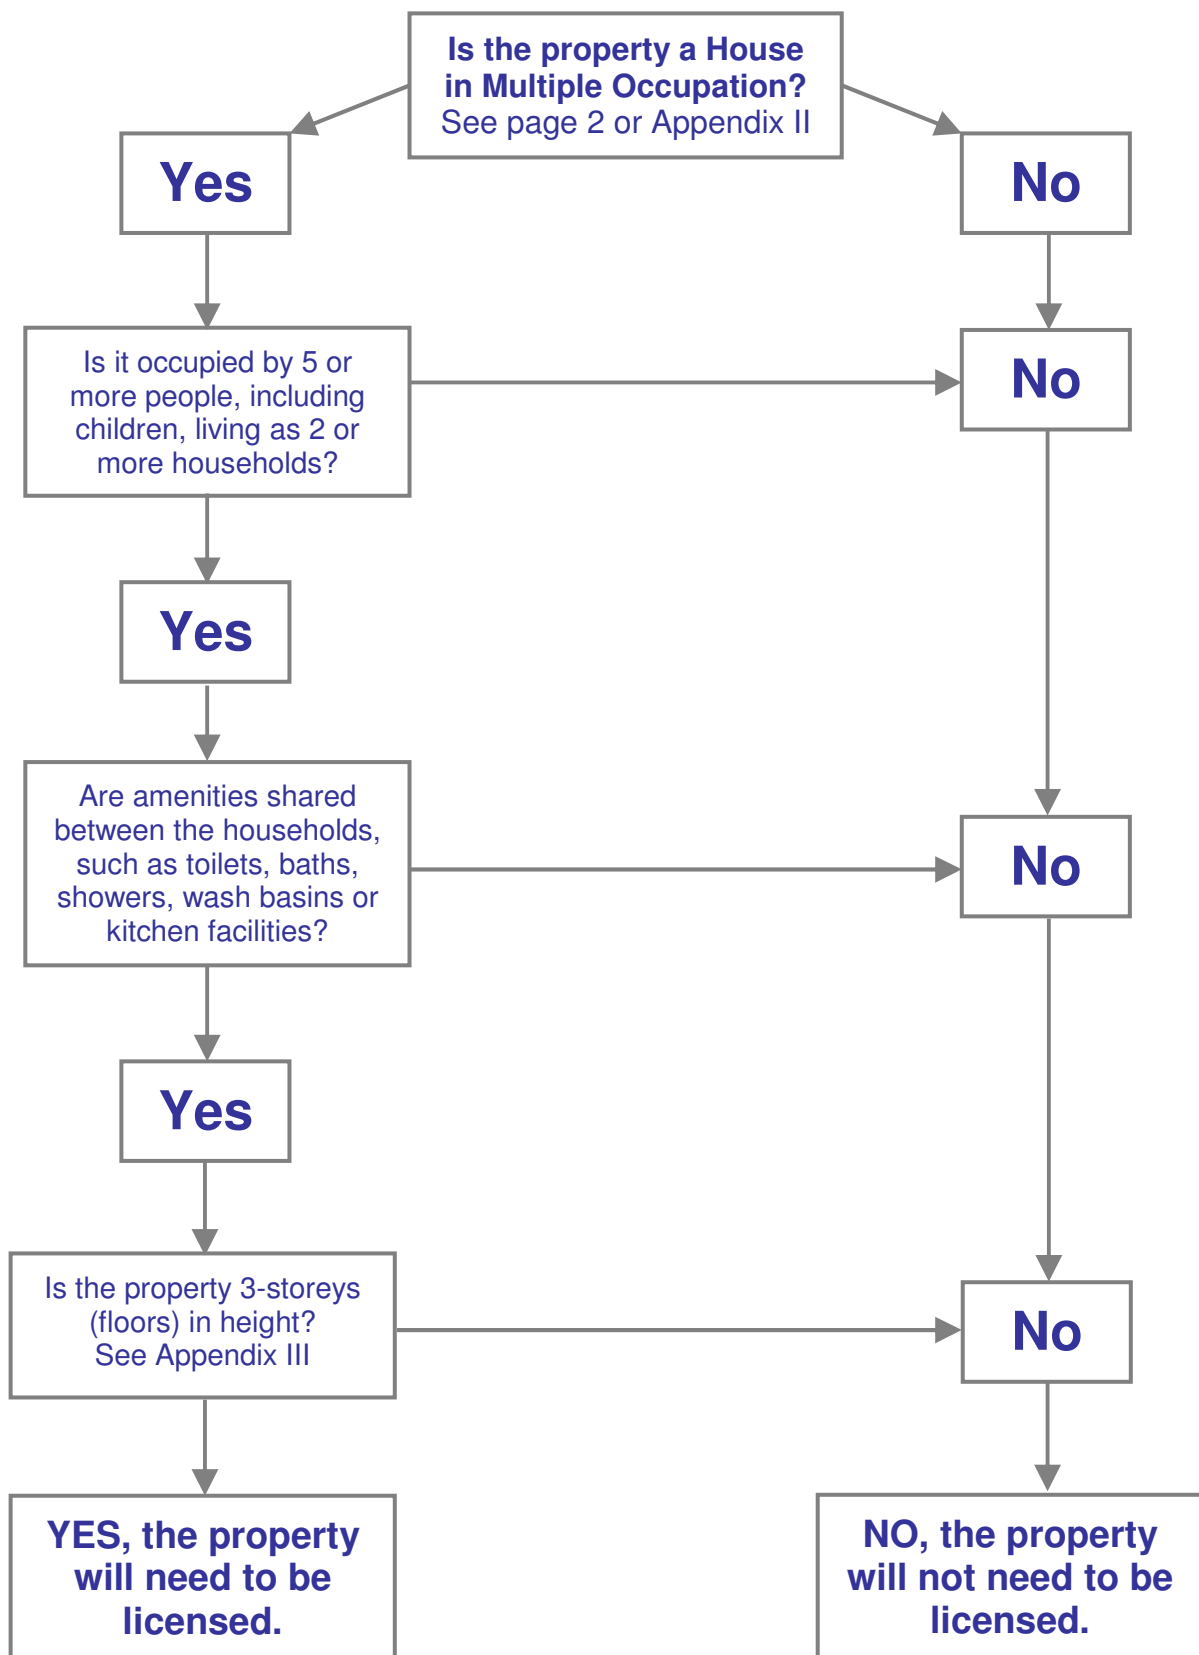 Is the property a House
in Multiple Occupation?
See page 2 or Appendix II
Yes
No
Is it occupied by 5 or
more people, including
children, living as 2 or
more households?
No
Yes
Are amenities shared
between the households,
such as toilets, baths,
showers, wash basins or
kitchen facilities?
No
Yes
Is the property 3-storeys
(floors) in height?
See Appendix III
No
YES, the property
will need to be
licensed.
NO, the property
will not need to be
licensed.